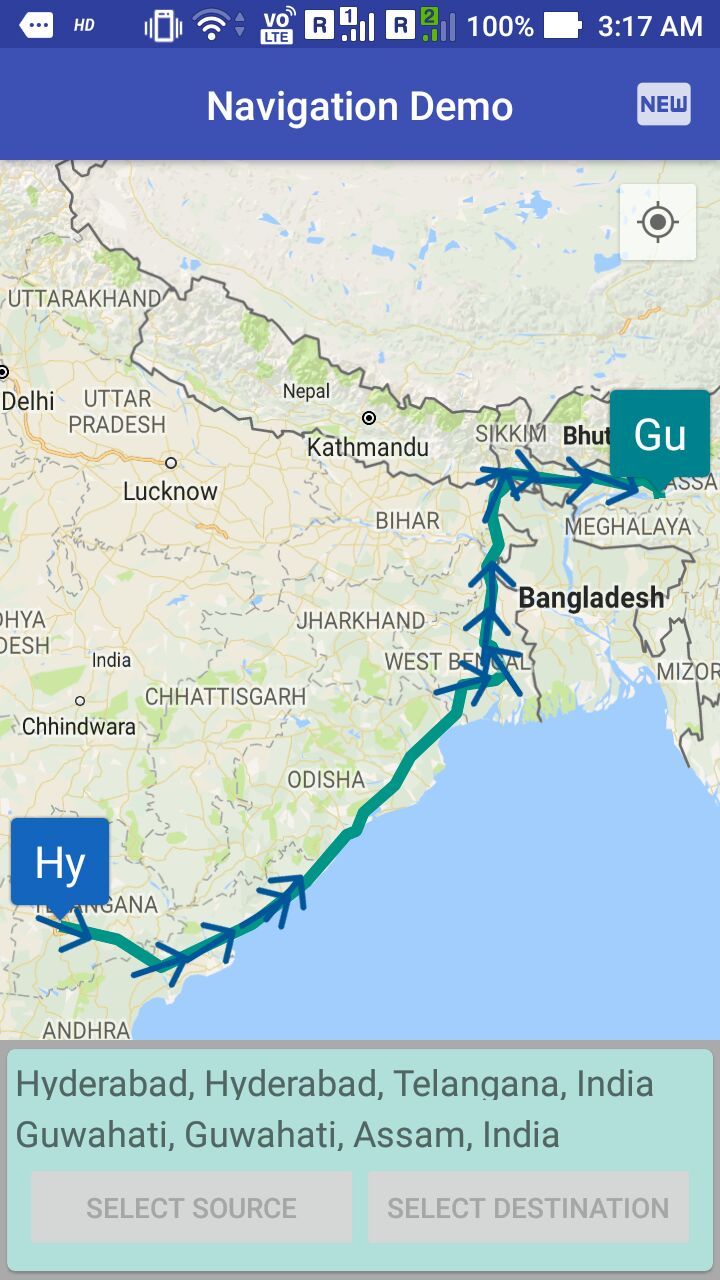 HD VO LTE R 1 R 2 100% 3:17 AM
Navigation Demo NEW
UTTARAKHAND
Delhi
UTTAR
PRADESH
Nepal
Kathmandu
SIKKIM
Bhut
Gu
ASSA
Lucknow
BIHAR
MEGHALAYA
Bangladesh
DHYA
DESH
JHARKHAND
India
WEST BENGAL
MIZOR
CHHATTISGARH
Chhindwara
ODISHA
Hy
TELANGANA
ANDHRA
Hyderabad, Hyderabad, Telangana, India
Guwahati, Guwahati, Assam, India
SELECT SOURCE SELECT DESTINATION